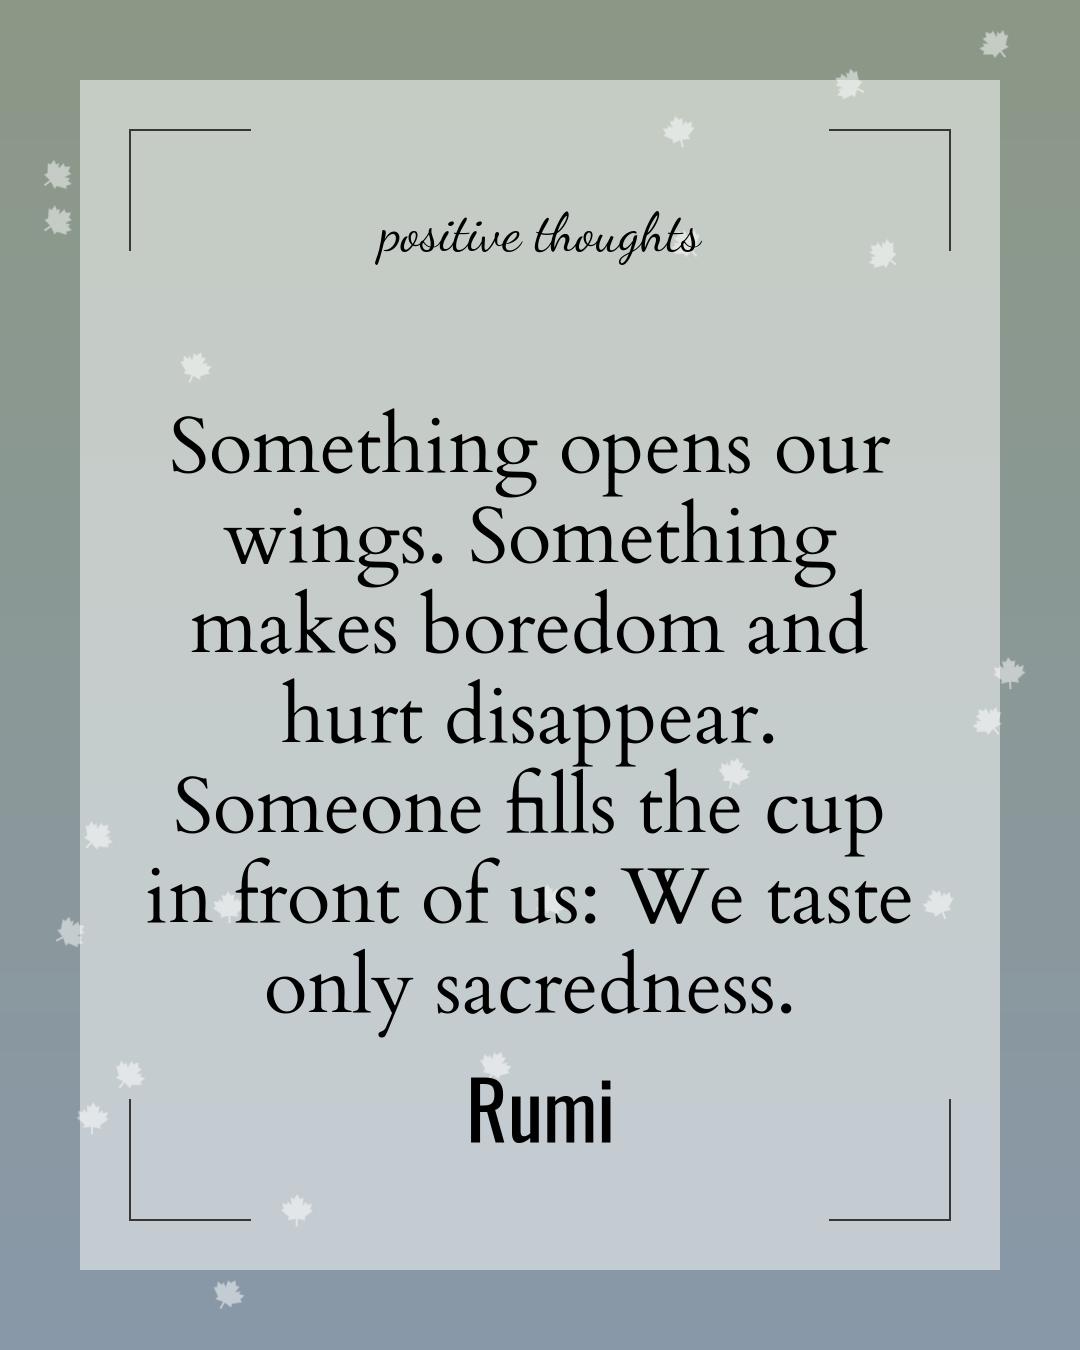 positive thoughts
Something opens our
wings. Something
makes boredom and
hurt disappear.
Someone fills the cup
in front of us: We taste
only sacredness.
Rumi